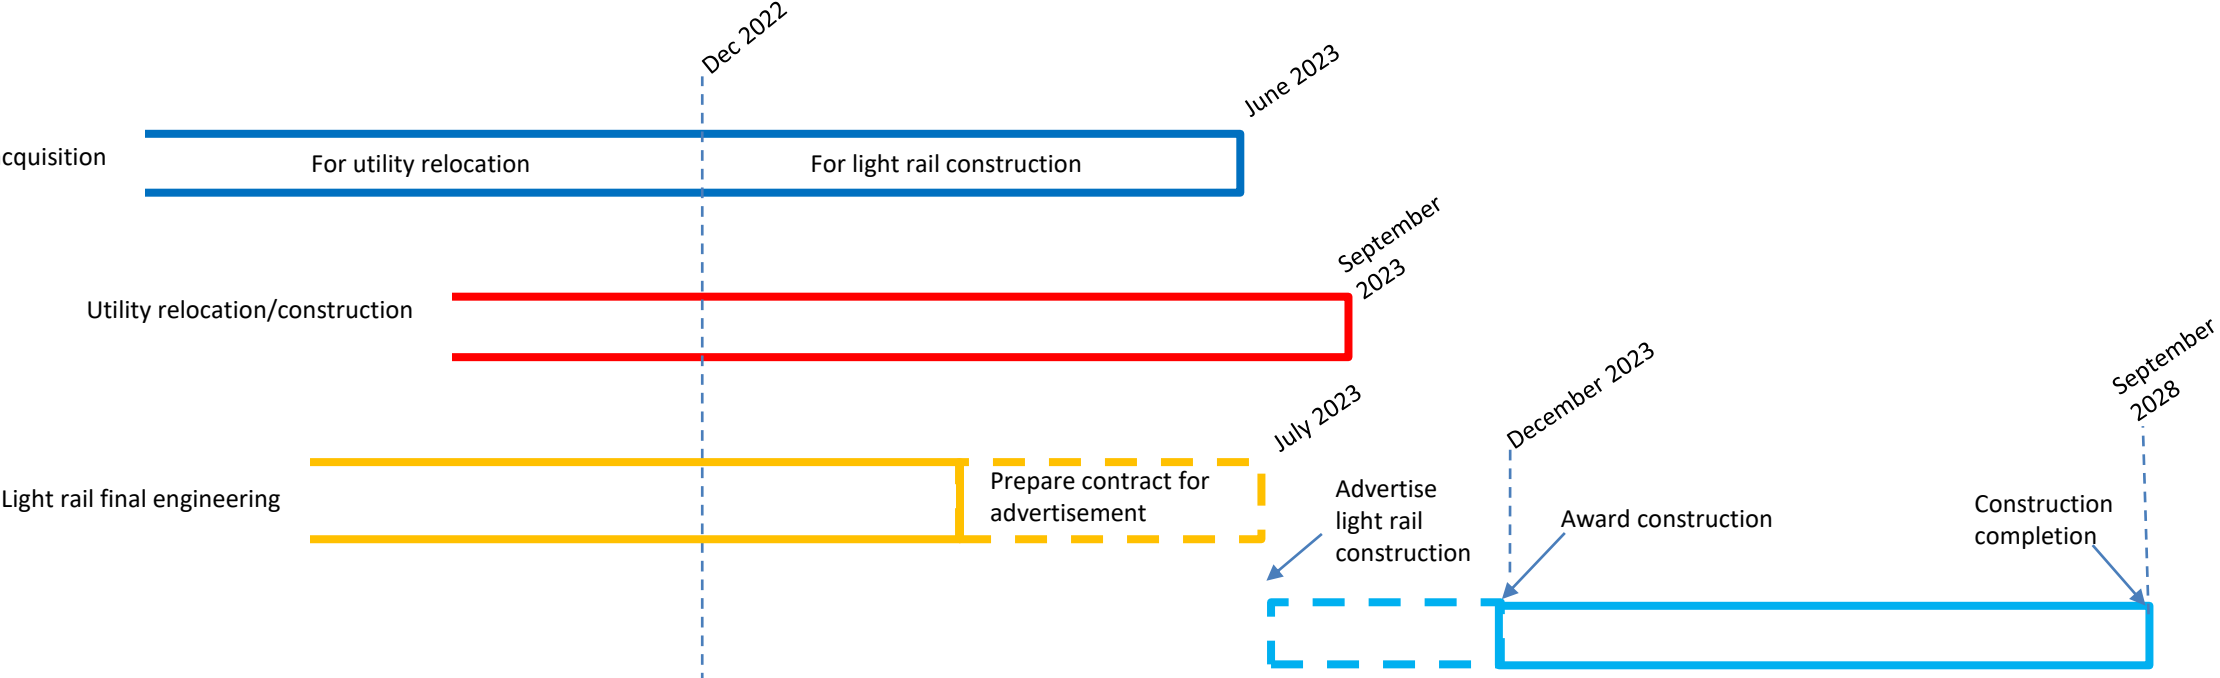 Dec 2022
June 2023
cquisition
For utility relocation
For light rail construction
September
2023
Utility relocation/construction
July 2023
December 2023
September
2028
Light rail final engineering
Prepare contract for
advertisement
Advertise
light rail
construction
Award construction
Construction
completion